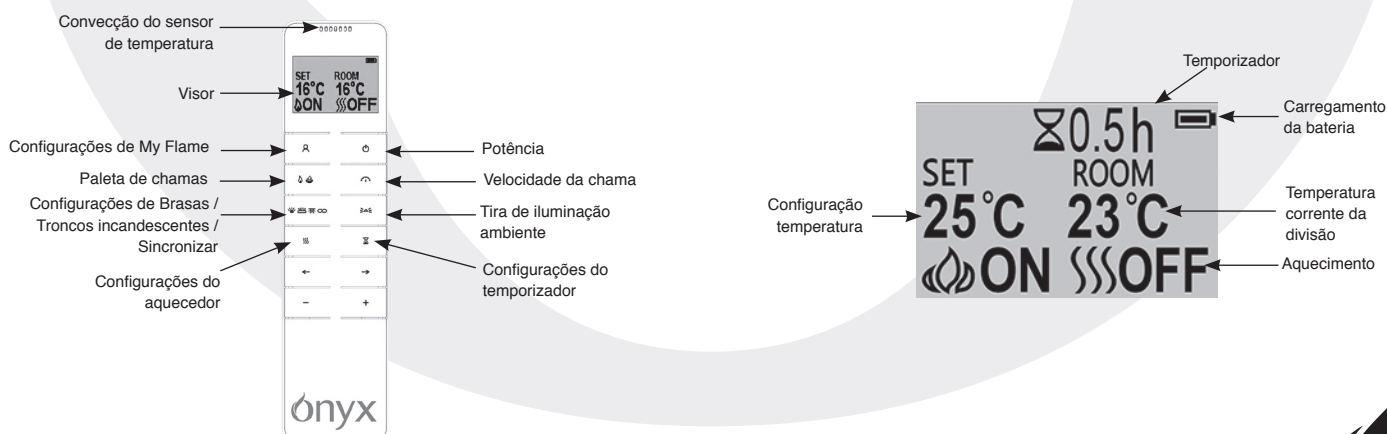 Convecção do sensor
de temperatura
Visor
SET ROOM
16°C 16°C
ON OFF
Configurações de My Flame
Paleta de chamas
Configurações de Brasas /
Troncos incandescentes /
Sincronizar
Configurações do
aquecedor
Potência
Velocidade da chama
Tira de iluminação
ambiente
Configurações do
temporizador
onyx
Temporizador
Carregamento
da bateria
0.5h
SET ROOM
25°C 23°C
ON OFF
Configuração
temperatura
Temperatura
corrente da
divisão
Aquecimento